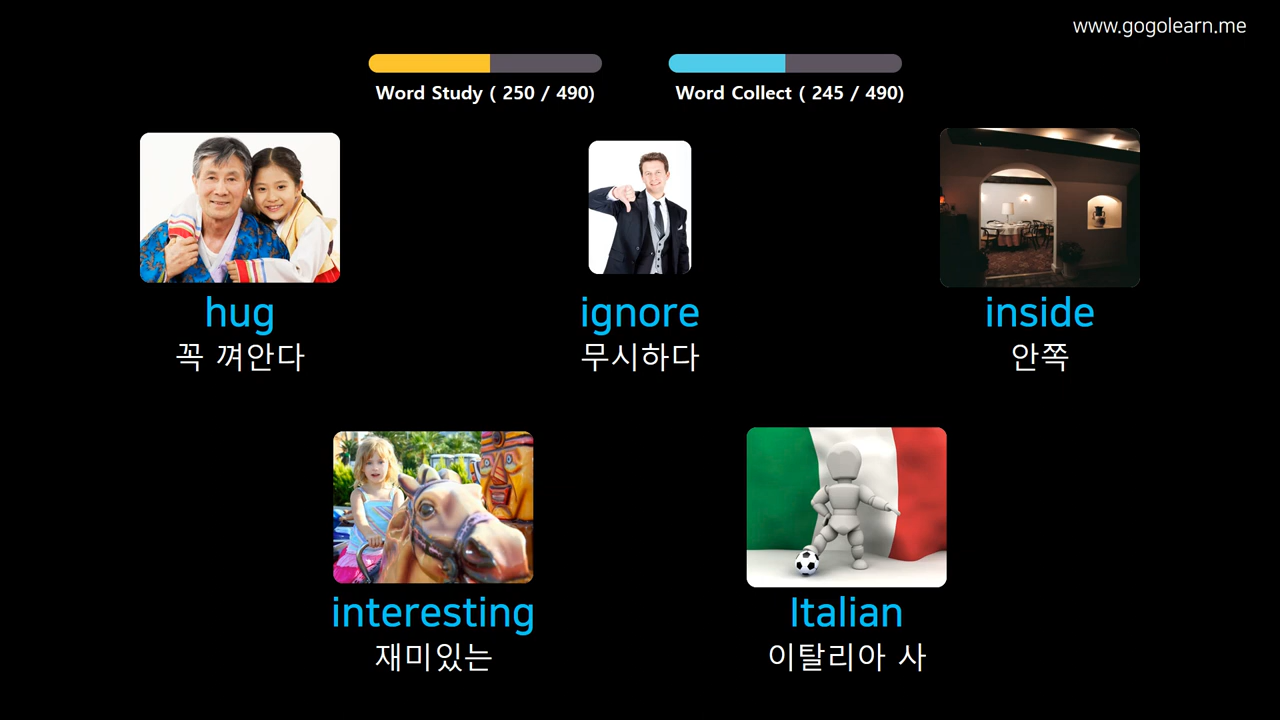 www.gogolearn.me
Word Study ( 250 / 490)
Word Collect ( 245 / 490)
hug
꼭 껴안다
ignore
무시하다
inside
안쪽
interesting
재미있는
Italian
이탈리아 사